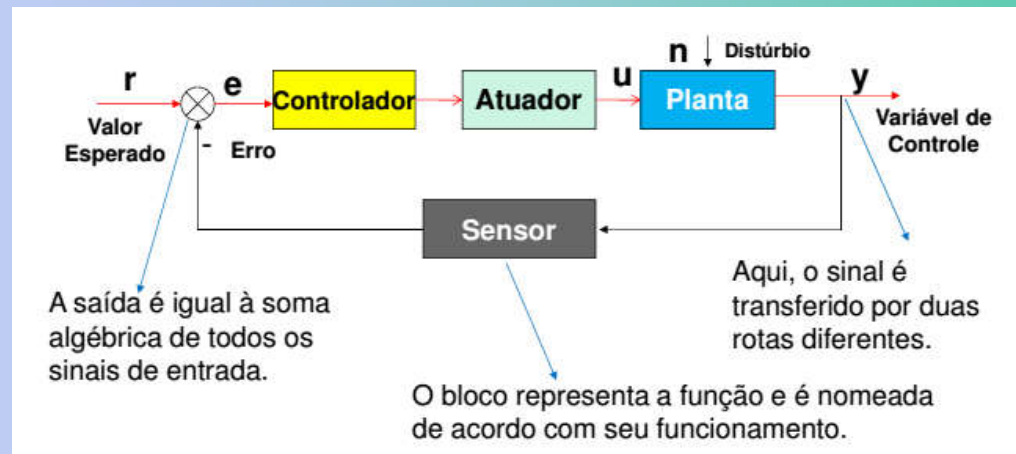 r
e
Controlador
Atuador
u
n
Distúrbio
Planta
y
Valor
Esperado
-
Erro
Variável de
Controle
Sensor
A saída é igual à soma
algébrica de todos os
sinais de entrada.
Aqui, o sinal é
transferido por duas
rotas diferentes.
O bloco representa a função e é nomeada
de acordo com seu funcionamento.